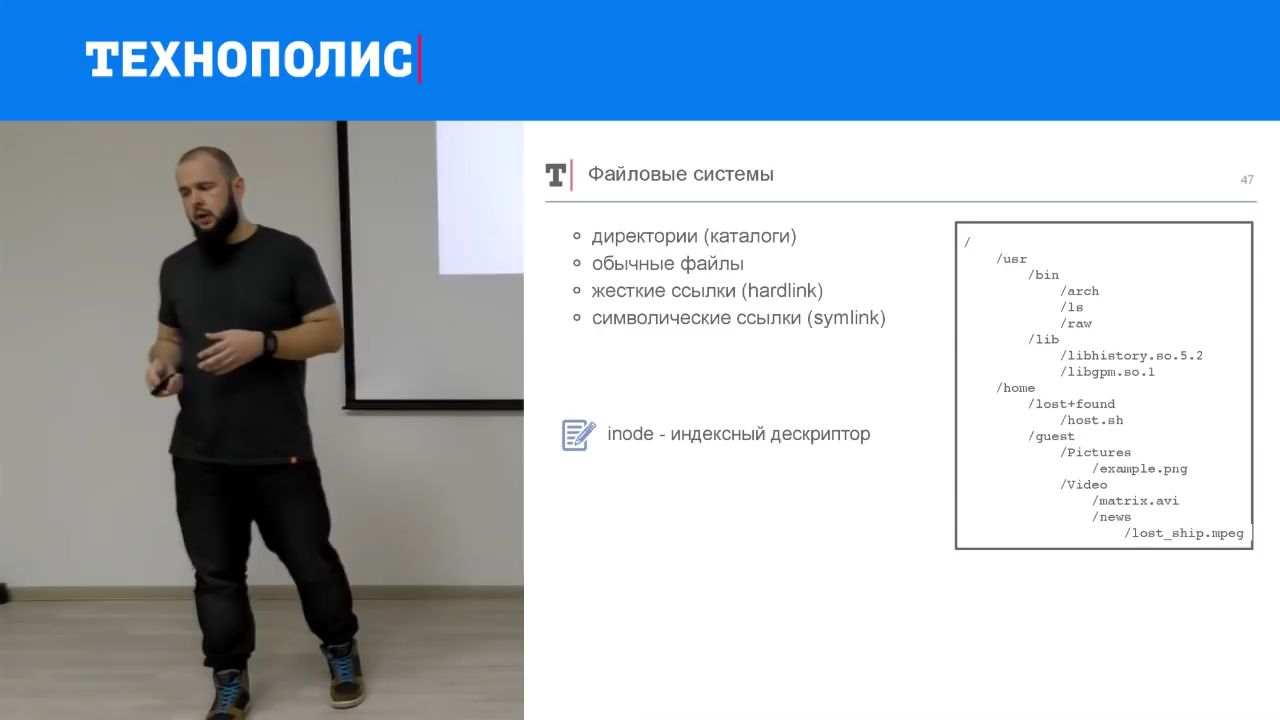 ТЕХНОПОЛИС
Т Файловые системы
47
директории (каталоги)
обычные файлы
жесткие ссылки (hardlink)
символические ссылки (symlink)
inode - индексный дескриптор
/
/usr
/bin
/arch
/ls
/raw
/lib
/libhistory.so.5.2
/libgpm.so.1
/home
/lost+found
/host.sh
/guest
/Pictures
/example.png
/Video
/matrix.avi
/news
/lost_ship.mpeg